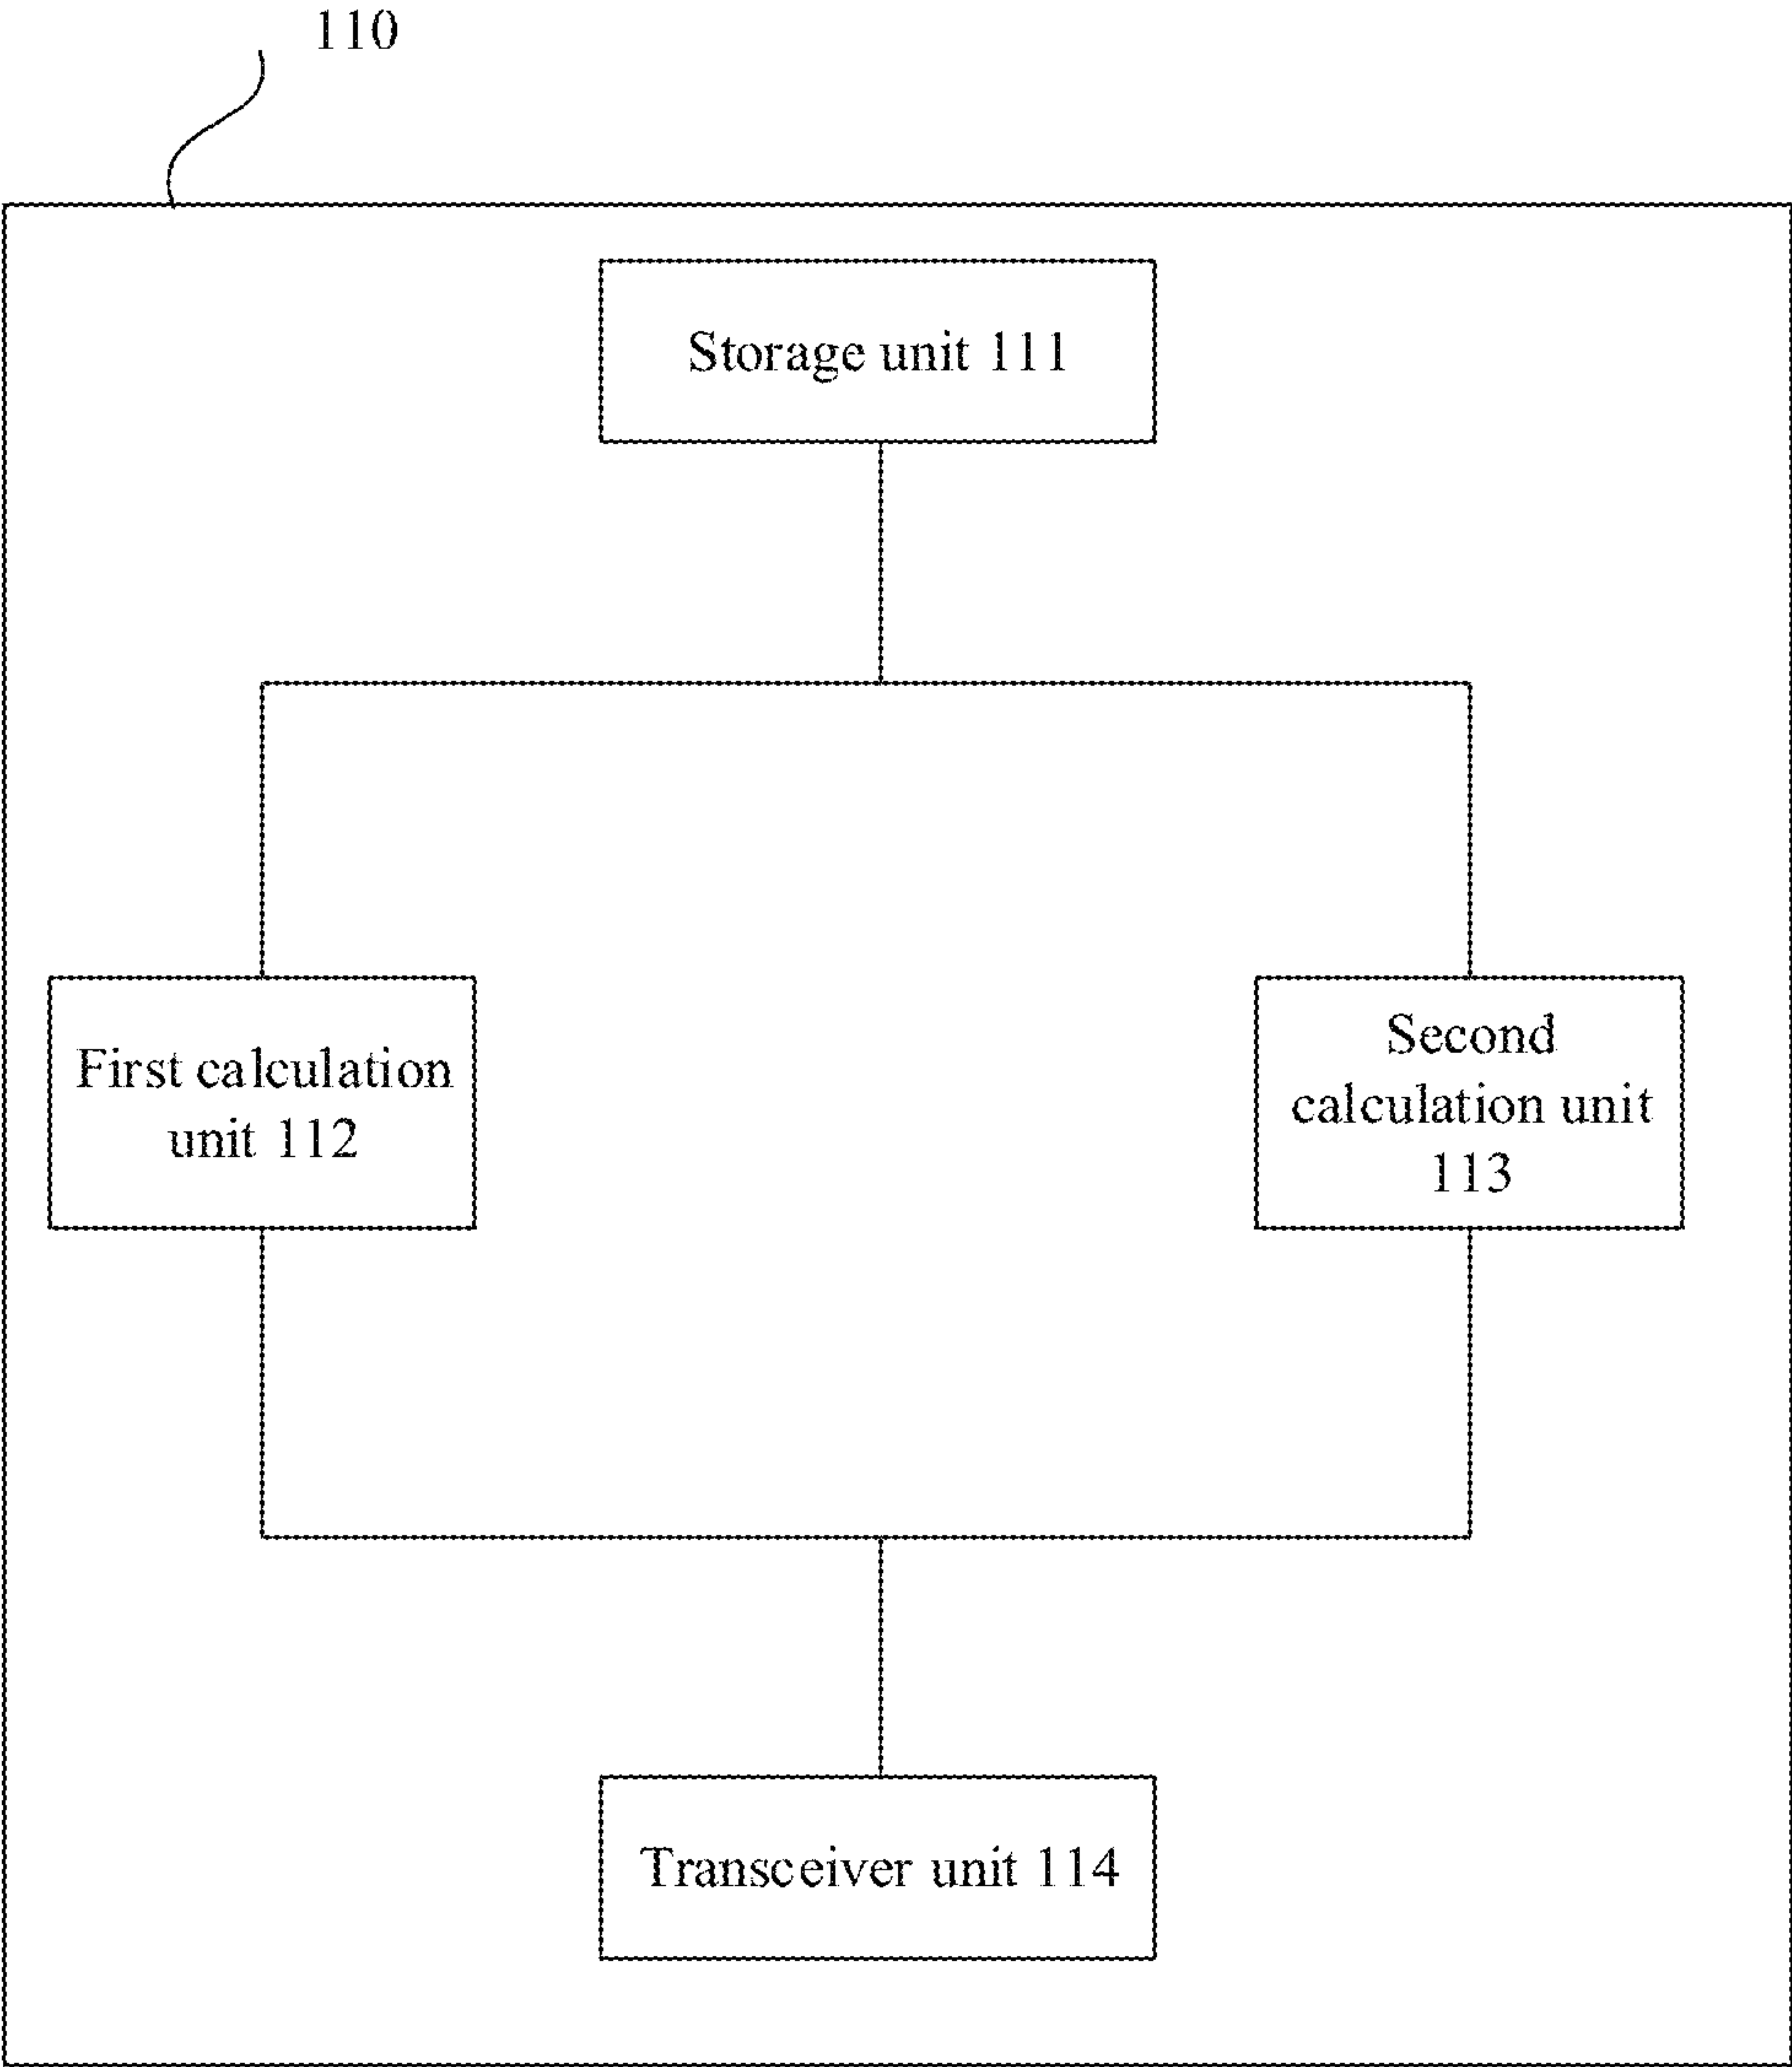 110
Storage unit 111
First calculation
unit 112
Second
calculation unit
113
Transceiver unit 114